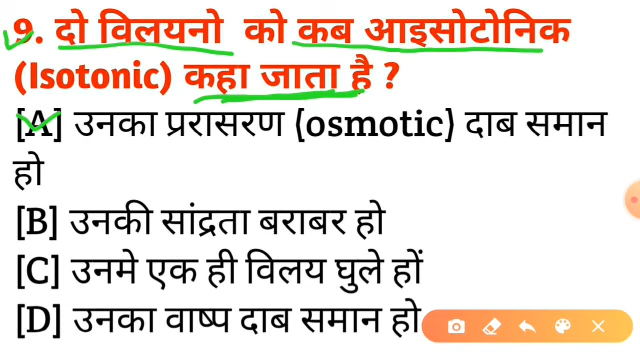 9. दो विलयनो को कब आइसोटोनिक
(Isotonic) कहा जाता है ?
[A] उनका प्ररासरण (osmotic) दाब समान
हो
[B] उनकी सांद्रता बराबर हो
[C] उनमे एक ही विलय घुले हों
[D] उनका वाष्प दाब समान हो